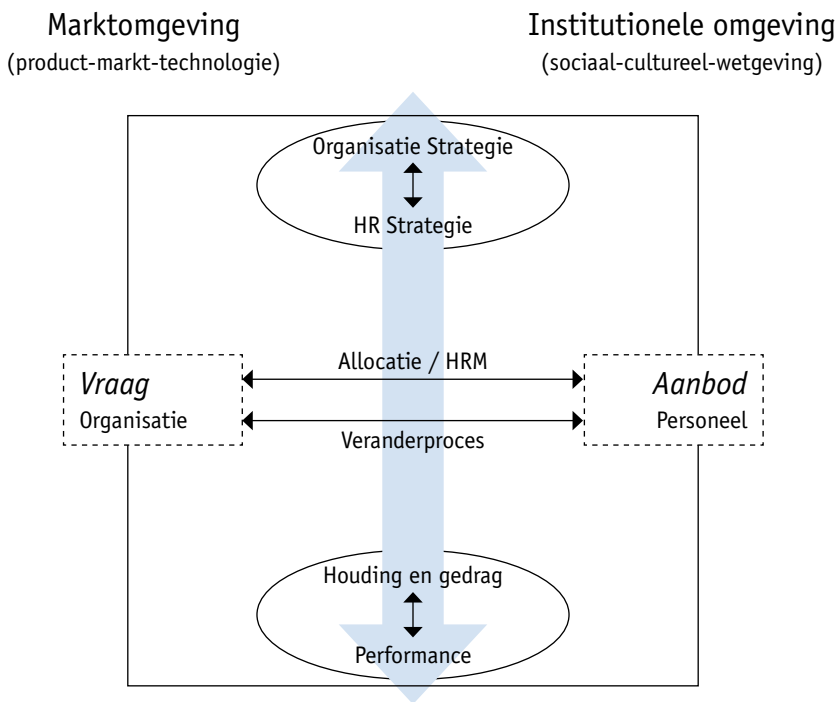 Marktomgeving
(product-markt-technologie)
Institutionele omgeving
(sociaal-cultureel-wetgeving)
Organisatie Strategie
HR Strategie
Vraag
Organisatie
Allocatie / HRM
Veranderproces
Aanbod
Personeel
Houding en gedrag
Performance